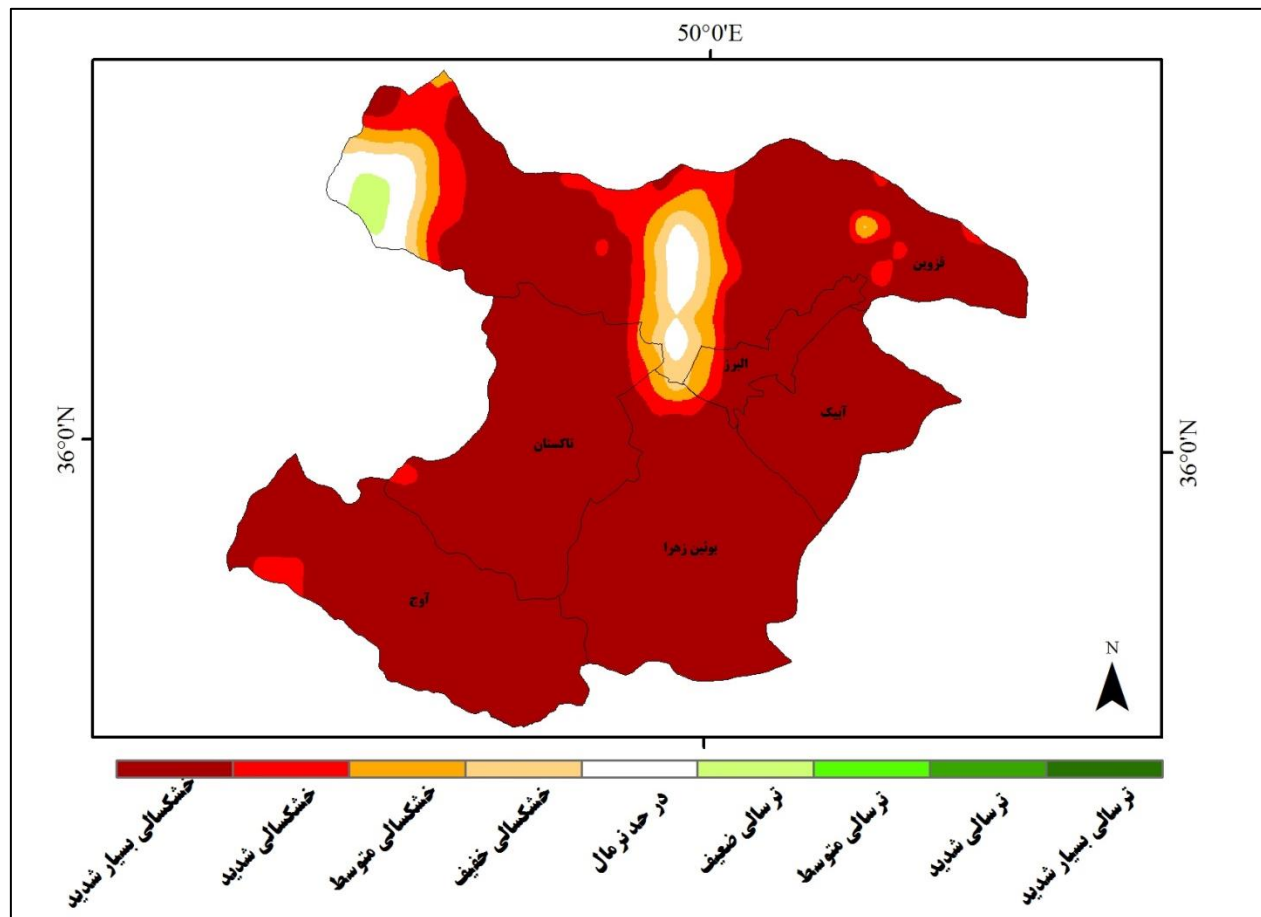 50°0'E
قزوین
البرز
آبیک
تاکستان
36°0'N
36°0'N
بوئین زهرا
آوج
N
خشکسالی بسیار شدید
خشکسالی شدید
خشکسالی متوسط
خشکسالی خفیف
در حد نرمال
ترسالی ضعیف
ترسالی متوسط
ترسالی شدید
ترسالی بسیار شدید